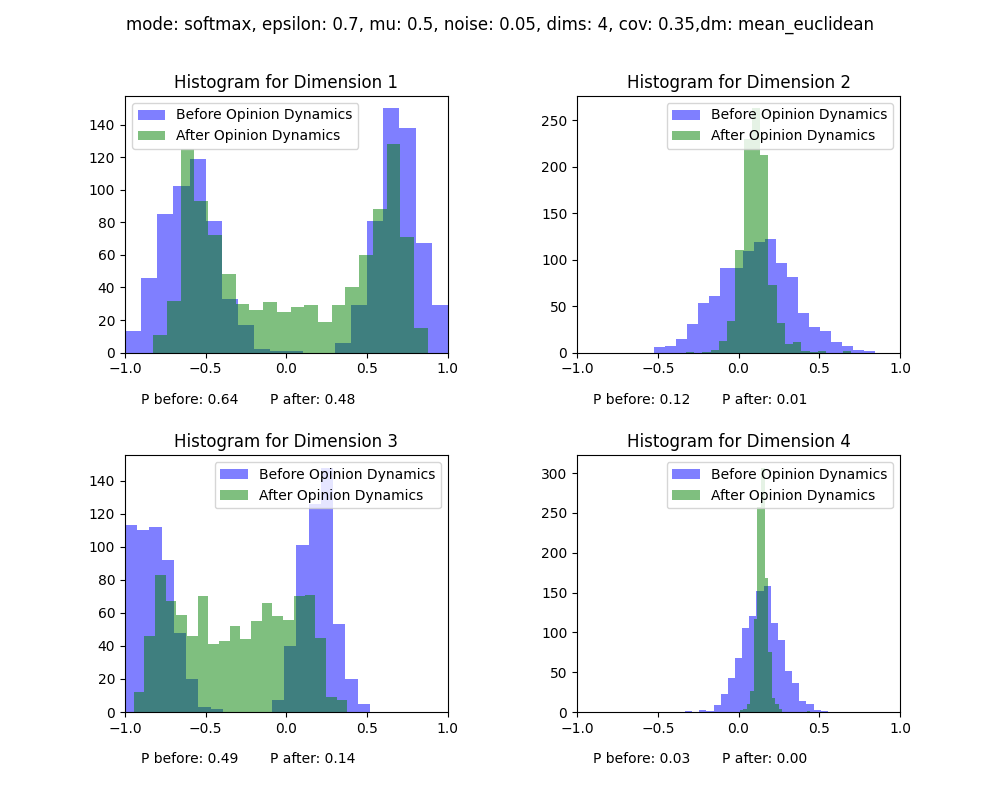 mode: softmax, epsilon: 0.7, mu: 0.5, noise: 0.05, dims: 4, cov: 0.35,dm: mean_euclidean
Histogram for Dimension 1
Before Opinion Dynamics
After Opinion Dynamics
140
120
100
80
60
40
20
0
−1.0 −0.5 0.0 0.5 1.0
P before: 0.64 P after: 0.48
Histogram for Dimension 2
Before Opinion Dynamics
After Opinion Dynamics
250
200
150
100
50
0
−1.0 −0.5 0.0 0.5 1.0
P before: 0.12 P after: 0.01
Histogram for Dimension 3
Before Opinion Dynamics
After Opinion Dynamics
140
120
100
80
60
40
20
0
−1.0 −0.5 0.0 0.5 1.0
P before: 0.49 P after: 0.14
Histogram for Dimension 4
Before Opinion Dynamics
After Opinion Dynamics
300
250
200
150
100
50
0
−1.0 −0.5 0.0 0.5 1.0
P before: 0.03 P after: 0.00